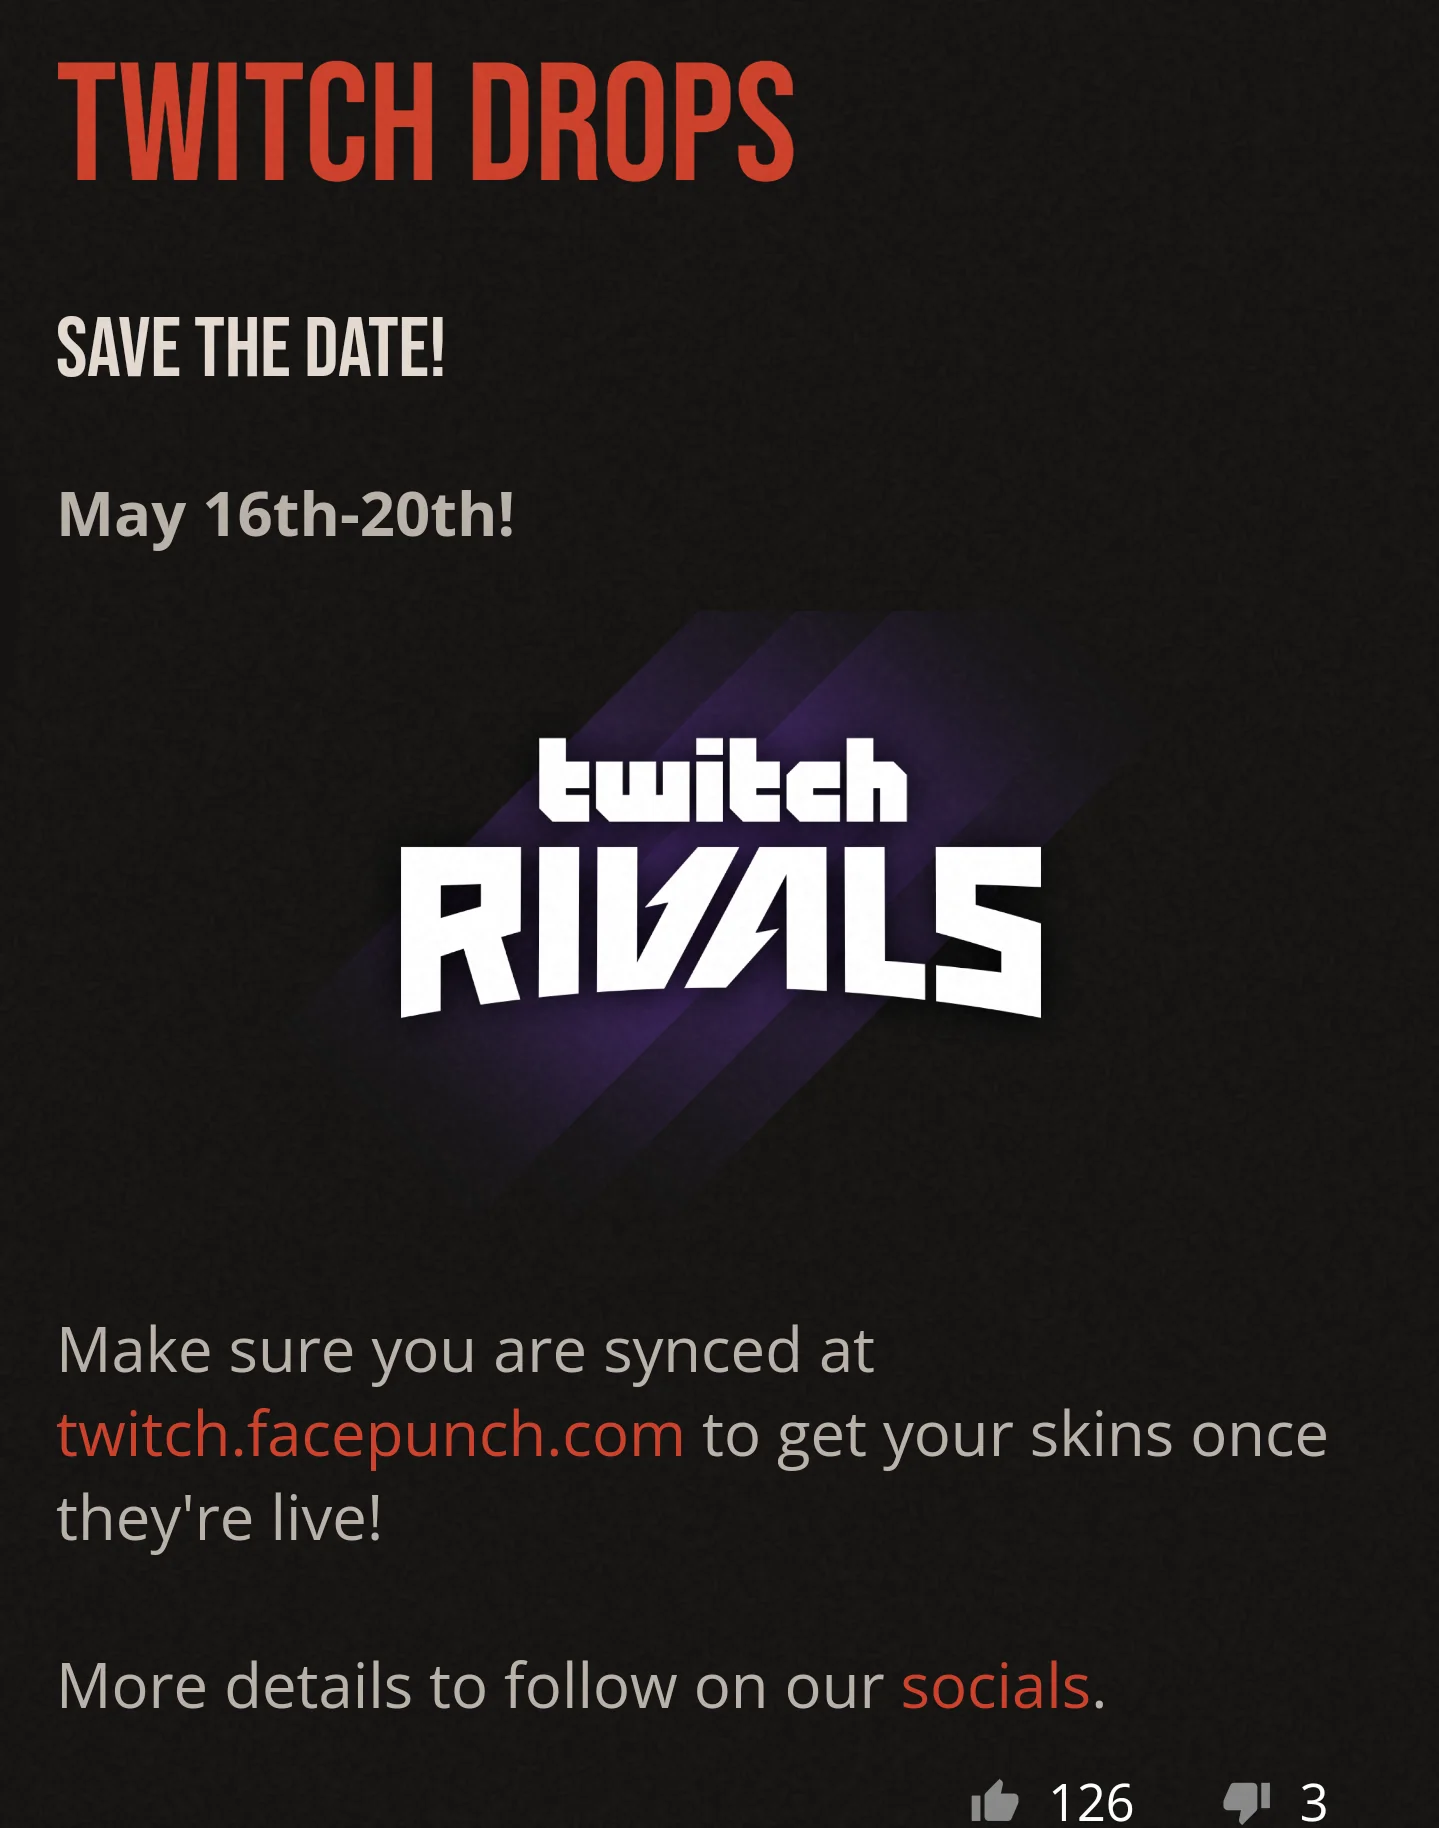 TWITCH DROPS
SAVE THE DATE!
May 16th-20th!
twitch
RIVALS
Make sure you are synced at
twitch.facepunch.com to get your skins once
they're live!
More details to follow on our socials.
126 3